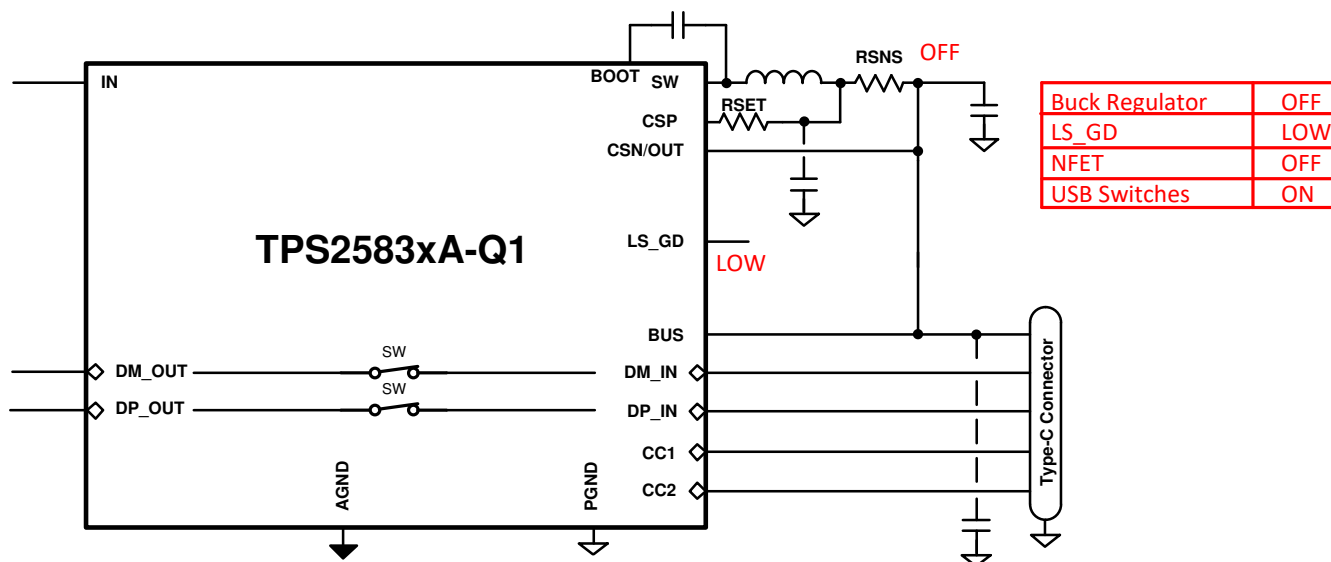 BOOT
RSNS
OFF
IN
SW
RSET
CSP
CSN/OUT
Buck Regulator OFF
LS_GD LOW
NFET OFF
USB Switches ON
TPS2583xA-Q1
LS_GD
LOW
BUS
DM_OUT
SW
DM_IN
DP_OUT
SW
DP_IN
CC1
CC2
AGND
PGND
Type-C Connector